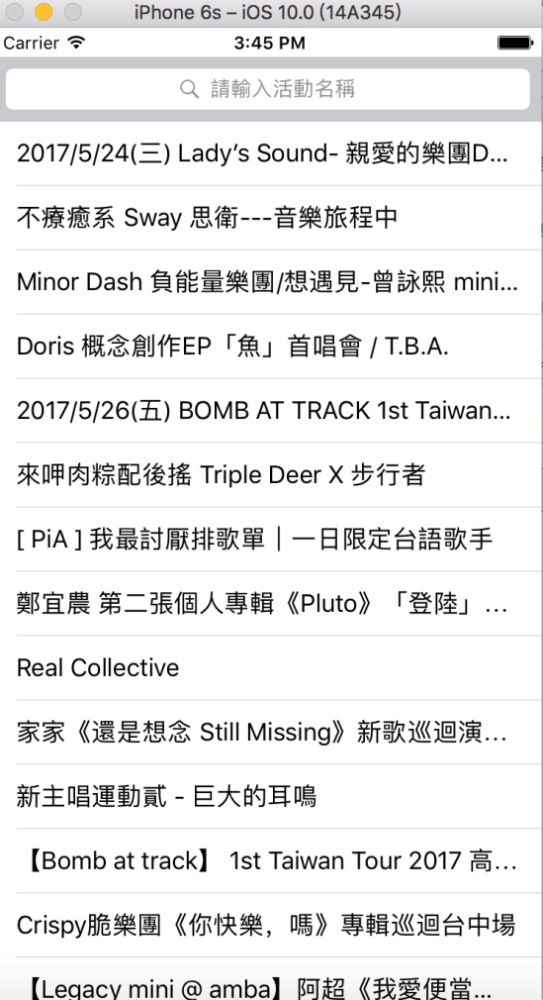 iPhone 6s – iOS 10.0 (14A345)
Carrier 3:45 PM
請輸入活動名稱
2017/5/24(三) Lady’s Sound- 親愛的樂團D...
不療癒系 Sway 思衛---音樂旅程中
Minor Dash 負能量樂團/想遇見-曾詠熙 mini...
Doris 概念創作EP「魚」首唱會 / T.B.A.
2017/5/26(五) BOMB AT TRACK 1st Taiwan...
來呷肉粽配後搖 Triple Deer X 步行者
[ PiA ] 我最討厭排歌單｜一日限定台語歌手
鄭宜農 第二張個人專輯《Pluto》「登陸」...
Real Collective
家家《還是想念 Still Missing》新歌巡迴演...
新主唱運動貳 - 巨大的耳鳴
【Bomb at track】 1st Taiwan Tour 2017 高...
Crispy脆樂團《你快樂，嗎》專輯巡迴台中場
【Legacy mini @ amba】阿超《我愛便當...